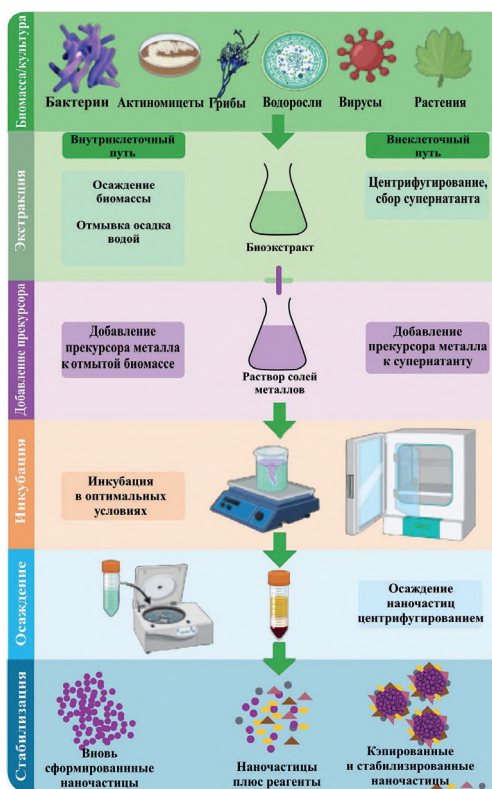 Биомасса/культура
Бактерии
Актиномицеты
Грибы
Водоросли
Вирусы
Растения
Экстракция
Внутриклеточный
путь
Внеклеточный
путь
Осаждение
биомассы
Отмывка осадка
водой
Биоэкстракт
Центрифугирование,
сбор супернатанта
Добавление прекурсора
Добавление
прекурсора металла
к отмытой биомассе
Раствор солей
металлов
Добавление
прекурсора металла
к супернатанту
Инкубация
Инкубация
в оптимальных
условиях
Осаждение
Осаждение
наночастиц
центрифугированием
Стабилизация
Вновь
сформированнные
наночастицы
Наночастицы
плюс реагенты
Кэпированные
и стабилизированные
наночастицы